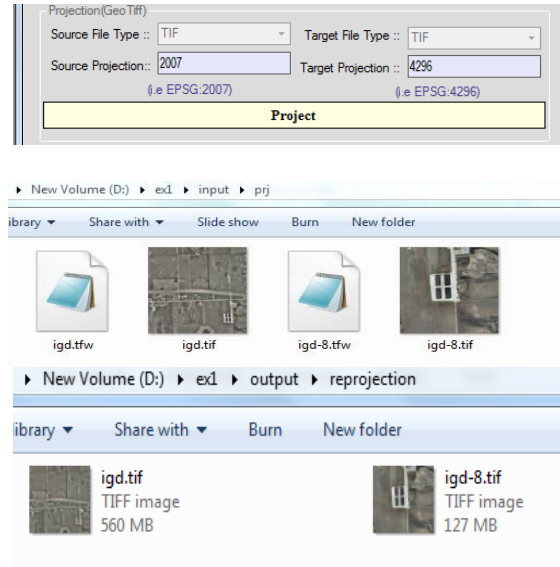 Projection(GeoTiff)
Source File Type :: TIF Target File Type :: TIF
Source Projection:: 2007 Target Projection :: 4296
(i.e EPSG:2007) (i.e EPSG:4296)
Project
New Volume (D:) ex1 input prj
ibrary Share with Slide show Burn New folder
igd.tfw igd.tif igd-8.tfw igd-8.tif
New Volume (D:) ex1 output reprojection
ibrary Share with Burn New folder
igd.tif igd-8.tif
TIFF image TIFF image
560 MB 127 MB